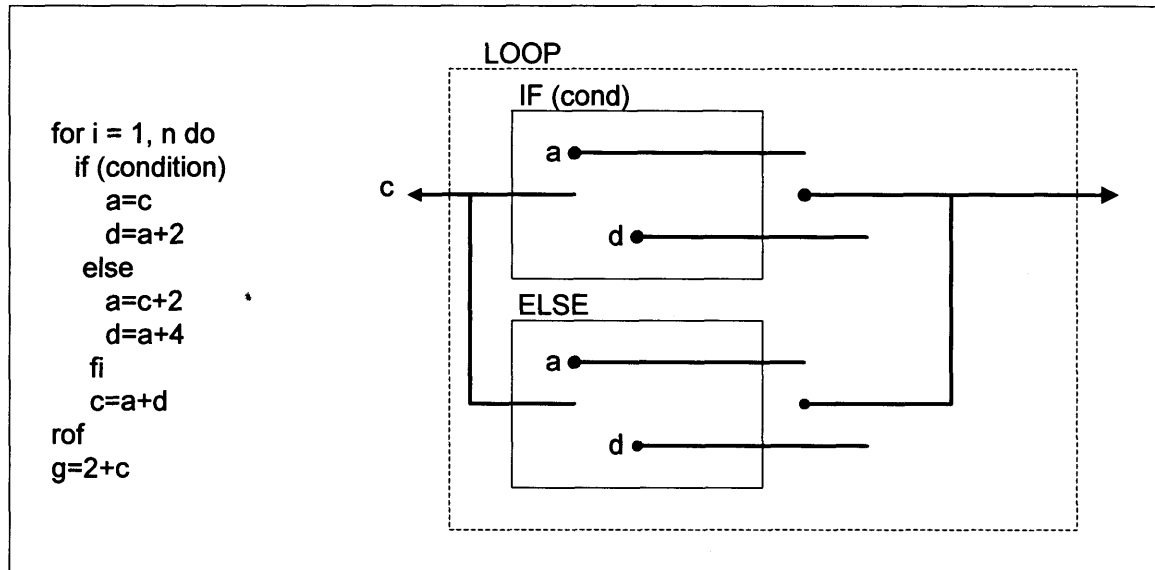 for i = 1, n do
if (condition)
a=c
d=a+2
else
a=c+2
d=a+4
fi
c=a+d
rof
g=2+c
LOOP
IF (cond)
a
c
d
ELSE
a
d